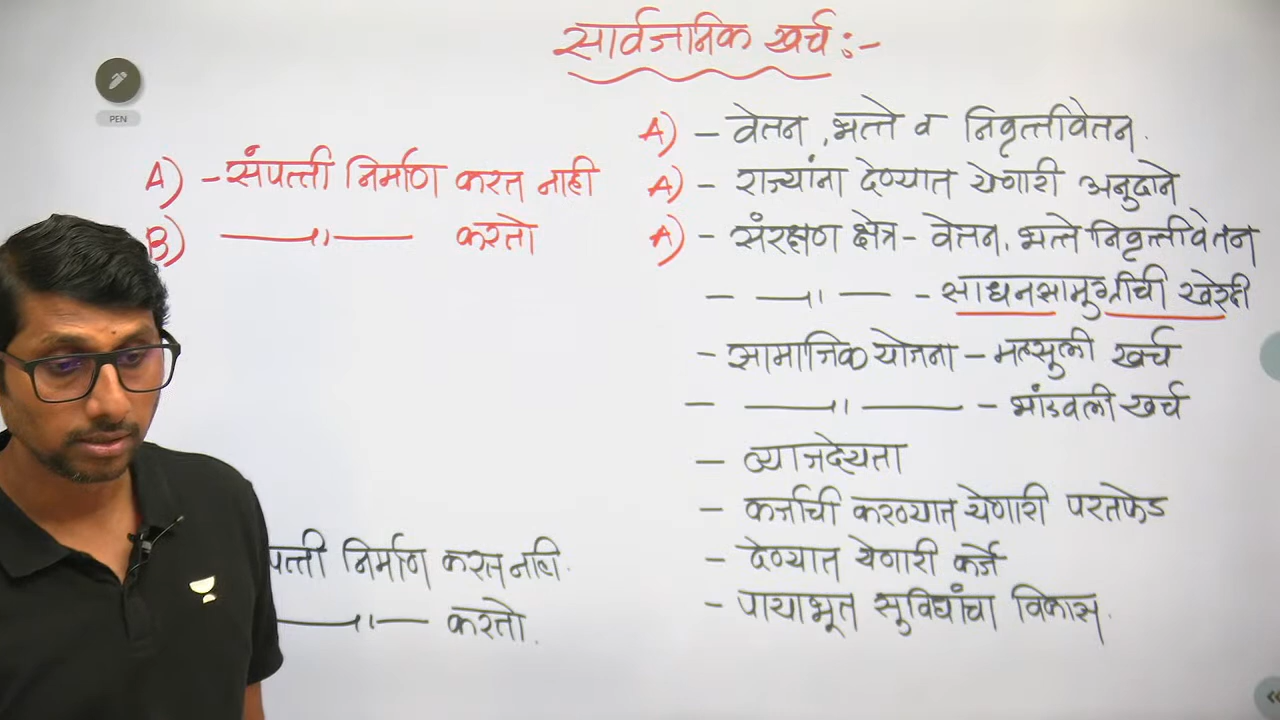 सार्वजनिक खर्च :-
PEN
A) - संपत्ती निर्माण करत नाही
B) —〃— करतो
A) - वेतन, भत्ते व निवृत्तीवेतन.
A) - राज्यांना देण्यात येणारी अनुदाने
A) - संरक्षण क्षेत्र - वेतन, भत्ते निवृत्तीवेतन
- —〃— - साधनसामुग्रीची खरेदी
- सामाजिक योजना - महसुली खर्च
- —〃— - भांडवली खर्च
- व्याजदेयता
- कर्जाची करण्यात येणारी परतफेड
- देण्यात येणारी कर्जे
- पायाभूत सुविधांचा विकास.
पत्ती निर्माण करत नाही.
—〃— करतो.